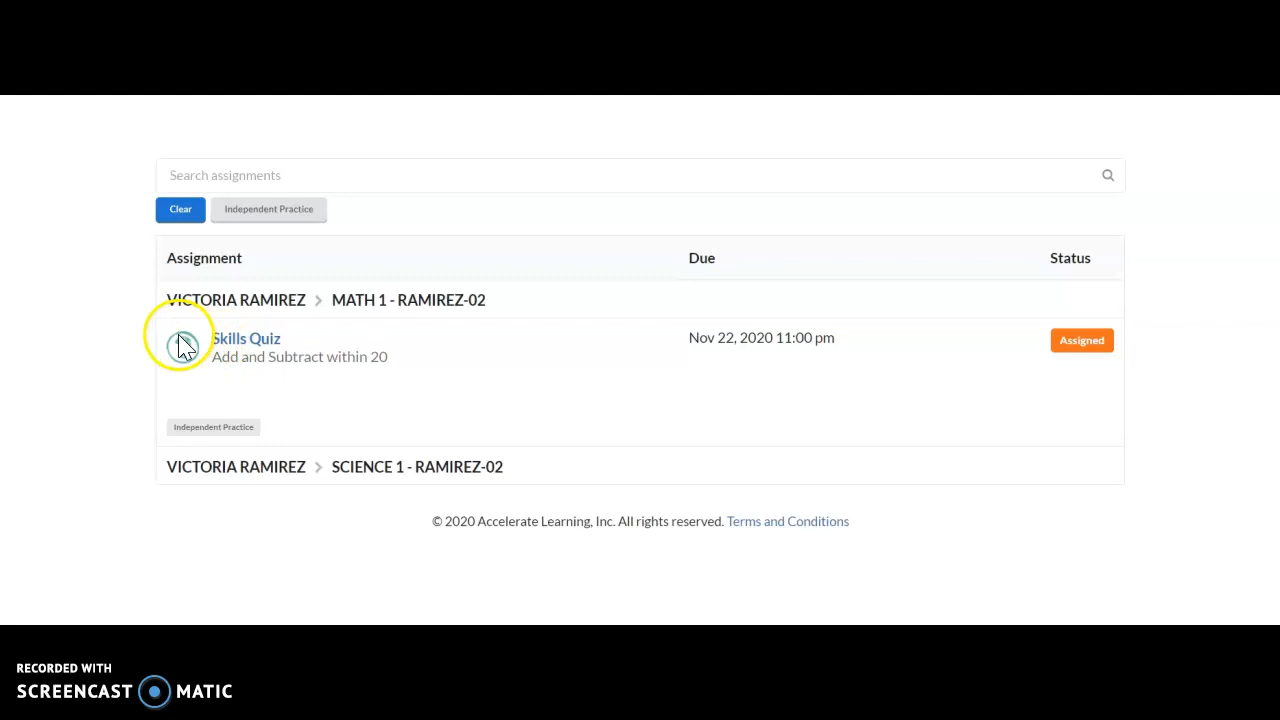 Search assignments
Clear Independent Practice
Assignment Due Status
VICTORIA RAMIREZ > MATH 1 - RAMIREZ-02
Skills Quiz Nov 22, 2020 11:00 pm Assigned
Add and Subtract within 20
Independent Practice
VICTORIA RAMIREZ > SCIENCE 1 - RAMIREZ-02
© 2020 Accelerate Learning, Inc. All rights reserved. Terms and Conditions
RECORDED WITH
SCREENCAST MATIC